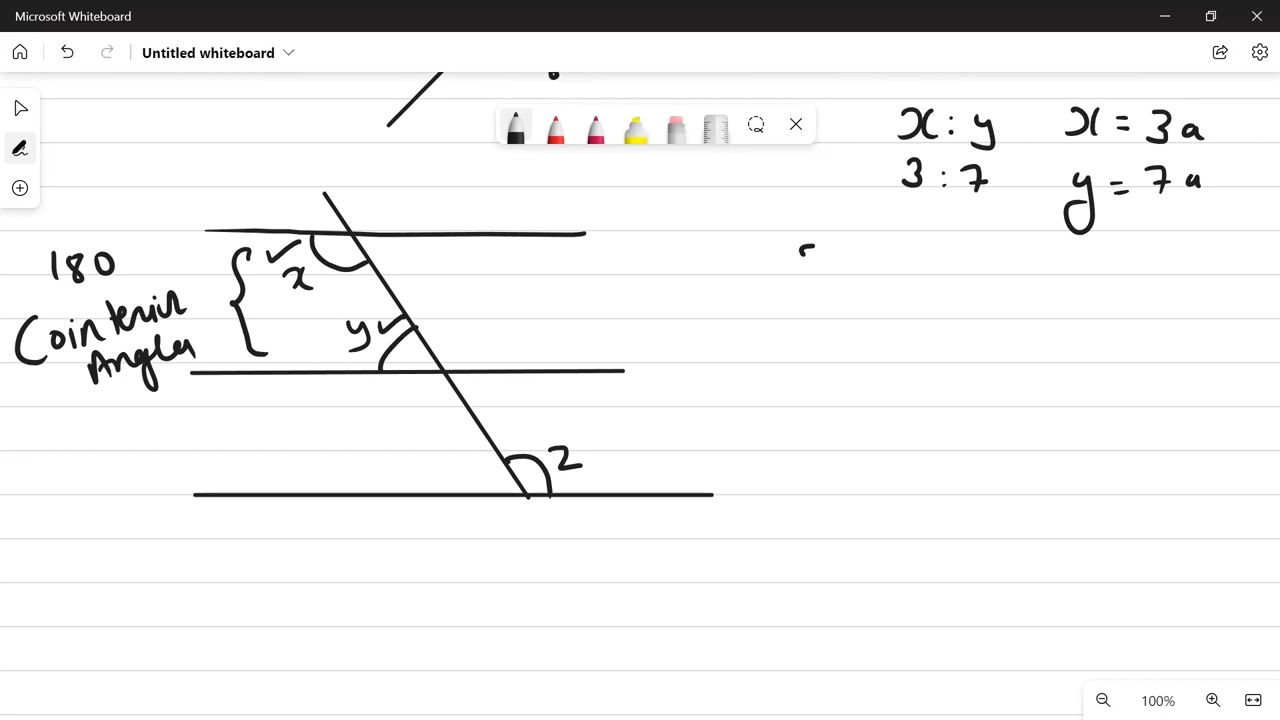 Microsoft Whiteboard
Untitled whiteboard
x : y
3 : 7
x = 3a
y = 7a
180
Cointerior
Angles
x
y
z
100%